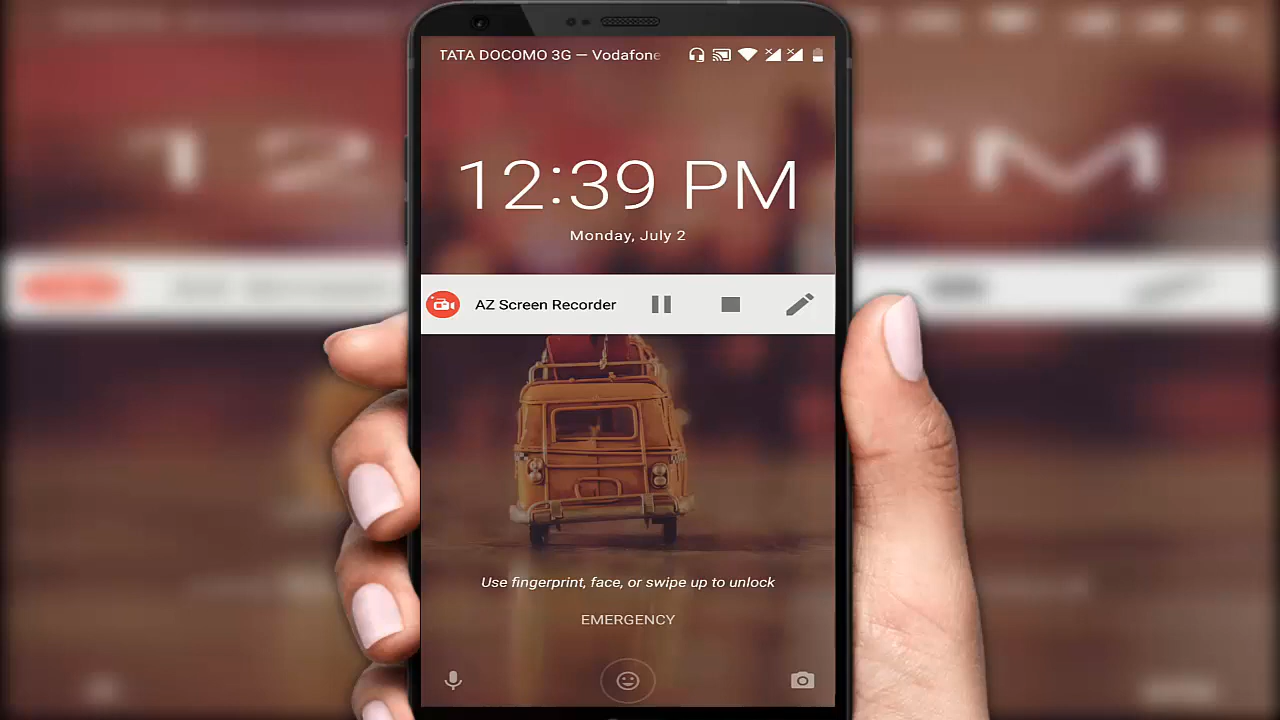 TATA DOCOMO 3G — Vodafone
12:39 PM
Monday, July 2
AZ Screen Recorder
Use fingerprint, face, or swipe up to unlock
EMERGENCY